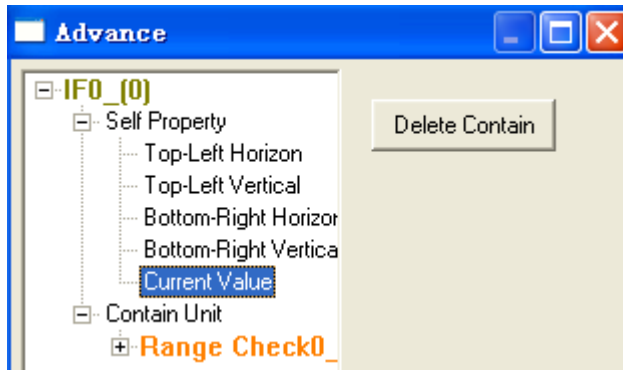 Advance
IF0_(0)
Self Property
Delete Contain
Top-Left Horizon
Top-Left Vertical
Bottom-Right Horizon
Bottom-Right Vertica
Current Value
Contain Unit
Range Check0_